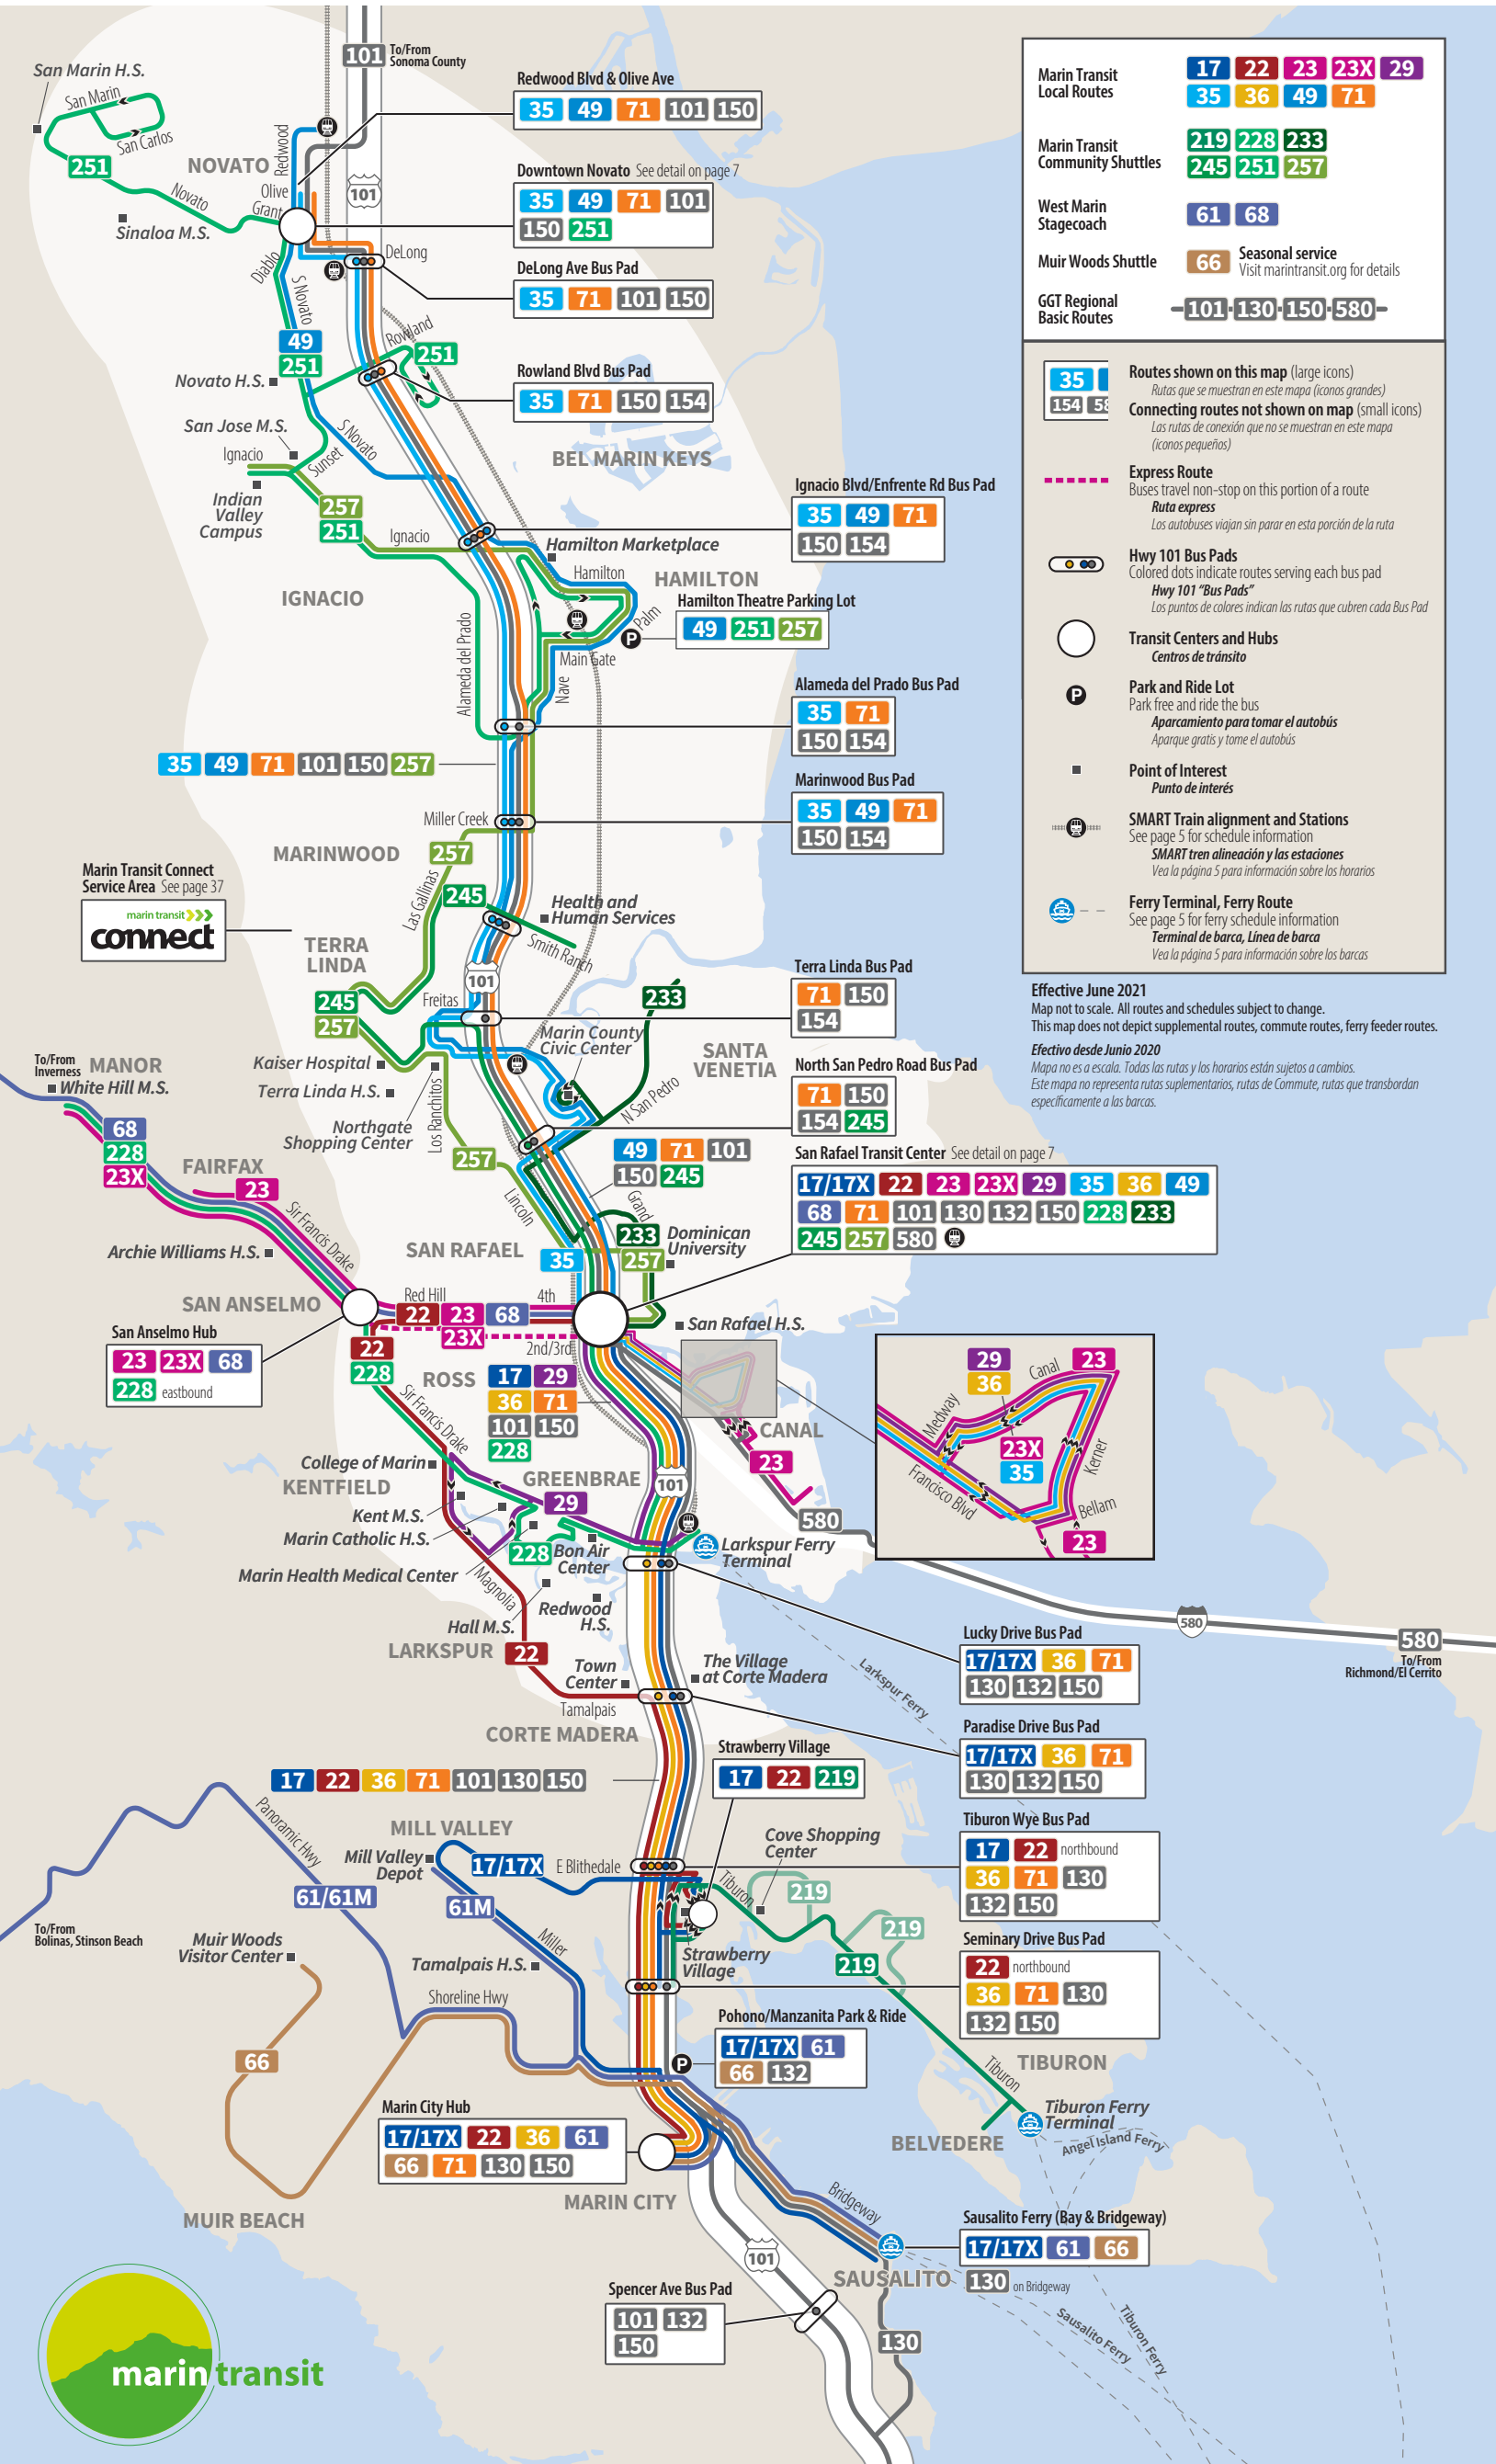 101 To/From
Sonoma County
San Marin H.S.
San Marin
San Carlos
251
NOVATO
Redwood
Olive
Grant
Novato
Sinaloa M.S.
101
Redwood Blvd & Olive Ave
35 49 71 101 150
Downtown Novato See detail on page 7
35 49 71 101
150 251
DeLong
DeLong Ave Bus Pad
35 71 101 150
Diablo
S Novato
49
251
Rowland
251
Novato H.S.
Rowland Blvd Bus Pad
35 71 150 154
San Jose M.S.
Ignacio
Sunset
S Novato
BEL MARIN KEYS
Indian
Valley
Campus
257
251
Ignacio
Ignacio Blvd/Enfrente Rd Bus Pad
35 49 71
150 154
Hamilton Marketplace
Hamilton
HAMILTON
IGNACIO
Palm
P
Hamilton Theatre Parking Lot
49 251 257
Main Gate
Nave
Alameda del Prado
Alameda del Prado Bus Pad
35 71
150 154
35 49 71 101 150 257
Marinwood Bus Pad
35 49 71
150 154
Miller Creek
MARINWOOD
257
Las Gallinas
245
Health and
Human Services
Smith Ranch
Marin Transit Connect
Service Area See page 37
marin transit
connect
TERRA
LINDA
101
245
257
Freitas
233
Terra Linda Bus Pad
71 150
154
Marin County
Civic Center
SANTA
VENETIA
Kaiser Hospital
Terra Linda H.S.
Northgate
Shopping Center
Los Ranchitos
N San Pedro
North San Pedro Road Bus Pad
71 150
154 245
To/From
Inverness
MANOR
White Hill M.S.
68
228
23X
FAIRFAX
23
Sir Francis Drake
Archie Williams H.S.
257
Lincoln
49 71 101
150 245
Grand
San Rafael Transit Center See detail on page 7
17/17X 22 23 23X 29 35 36 49
68 71 101 130 132 150 228 233
245 257 580
233
257
Dominican
University
SAN RAFAEL
35
SAN ANSELMO
Red Hill
4th
22 23 68
23X
2nd/3rd
San Rafael H.S.
San Anselmo Hub
23 23X 68
228 eastbound
22
228
ROSS
17 29
36 71
101 150
228
Sir Francis Drake
CANAL
23
580
29
36
Canal
23
Medway
23X
35
Kerner
Francisco Blvd
Bellam
23
College of Marin
KENTFIELD
GREENBRAE
101
29
Kent M.S.
Marin Catholic H.S.
228
Bon Air
Center
Marin Health Medical Center
Larkspur Ferry
Terminal
Magnolia
Hall M.S.
Redwood
H.S.
LARKSPUR
22
580
580
To/From
Richmond/El Cerrito
Lucky Drive Bus Pad
17/17X 36 71
130 132 150
Town
Center
The Village
at Corte Madera
Larkspur Ferry
Tamalpais
CORTE MADERA
Paradise Drive Bus Pad
17/17X 36 71
130 132 150
Strawberry Village
17 22 219
17 22 36 71 101 130 150
Panoramic Hwy
MILL VALLEY
Mill Valley
Depot
17/17X
E Blithedale
Cove Shopping
Center
Tiburon
219
219
219
Tiburon Wye Bus Pad
17 22 northbound
36 71 130
132 150
61/61M
61M
To/From
Bolinas, Stinson Beach
Muir Woods
Visitor Center
Miller
Tamalpais H.S.
Strawberry
Village
Seminary Drive Bus Pad
22 northbound
36 71 130
132 150
Shoreline Hwy
66
P
Pohono/Manzanita Park & Ride
17/17X 61
66 132
TIBURON
Tiburon
Tiburon Ferry
Terminal
Angel Island Ferry
BELVEDERE
Marin City Hub
17/17X 22 36 61
66 71 130 150
MARIN CITY
MUIR BEACH
Bridgeway
101
Sausalito Ferry (Bay & Bridgeway)
17/17X 61 66
130 on Bridgeway
SAUSALITO
Spencer Ave Bus Pad
101 132
150
130
Sausalito Ferry
Tiburon Ferry
marin transit
Marin Transit
Local Routes
17 22 23 23X 29
35 36 49 71
Marin Transit
Community Shuttles
219 228 233
245 251 257
West Marin
Stagecoach
61 68
Muir Woods Shuttle
66
Seasonal service
Visit marintransit.org for details
GGT Regional
Basic Routes
101 130 150 580
35
154 58
Routes shown on this map (large icons)
Rutas que se muestran en este mapa (iconos grandes)
Connecting routes not shown on map (small icons)
Las rutas de conexión que no se muestran en este mapa
(iconos pequeños)
Express Route
Buses travel non-stop on this portion of a route
Ruta express
Los autobuses viajan sin parar en esta porción de la ruta
Hwy 101 Bus Pads
Colored dots indicate routes serving each bus pad
Hwy 101 “Bus Pads”
Los puntos de colores indican las rutas que cubren cada Bus Pad
Transit Centers and Hubs
Centros de tránsito
P
Park and Ride Lot
Park free and ride the bus
Aparcamiento para tomar el autobús
Aparque gratis y tome el autobús
Point of Interest
Punto de interés
SMART Train alignment and Stations
See page 5 for schedule information
SMART tren alineación y las estaciones
Vea la página 5 para información sobre los horarios
Ferry Terminal, Ferry Route
See page 5 for ferry schedule information
Terminal de barca, Línea de barca
Vea la página 5 para información sobre los barcas
Effective June 2021
Map not to scale. All routes and schedules subject to change.
This map does not depict supplemental routes, commute routes, ferry feeder routes.
Efectivo desde Junio 2020
Mapa no es a escala. Todas las rutas y los horarios están sujetos a cambios.
Este mapa no representa rutas suplementarios, rutas de Commute, rutas que transbordan
específicamente a las barcas.